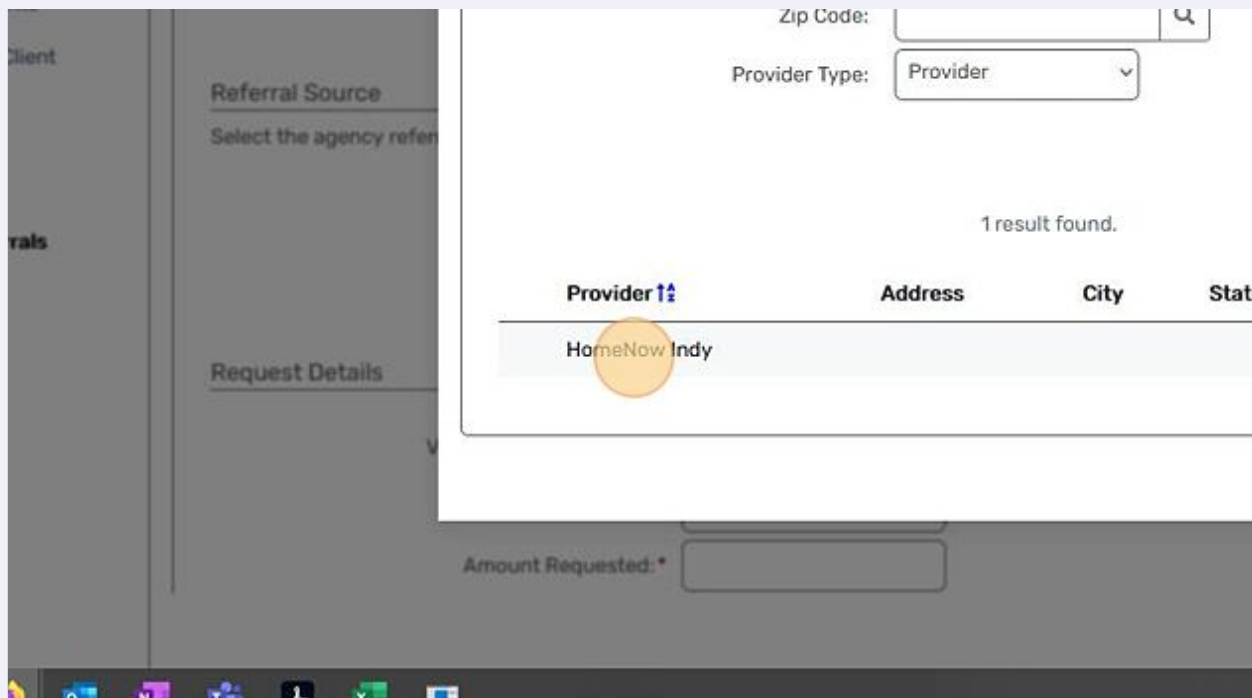 Zip Code:
Client
Provider Type: Provider
Referral Source
Select the agency refer
1 result found.
rrals
Provider Address City Stat
HomeNow Indy
Request Details
V
Amount Requested:*